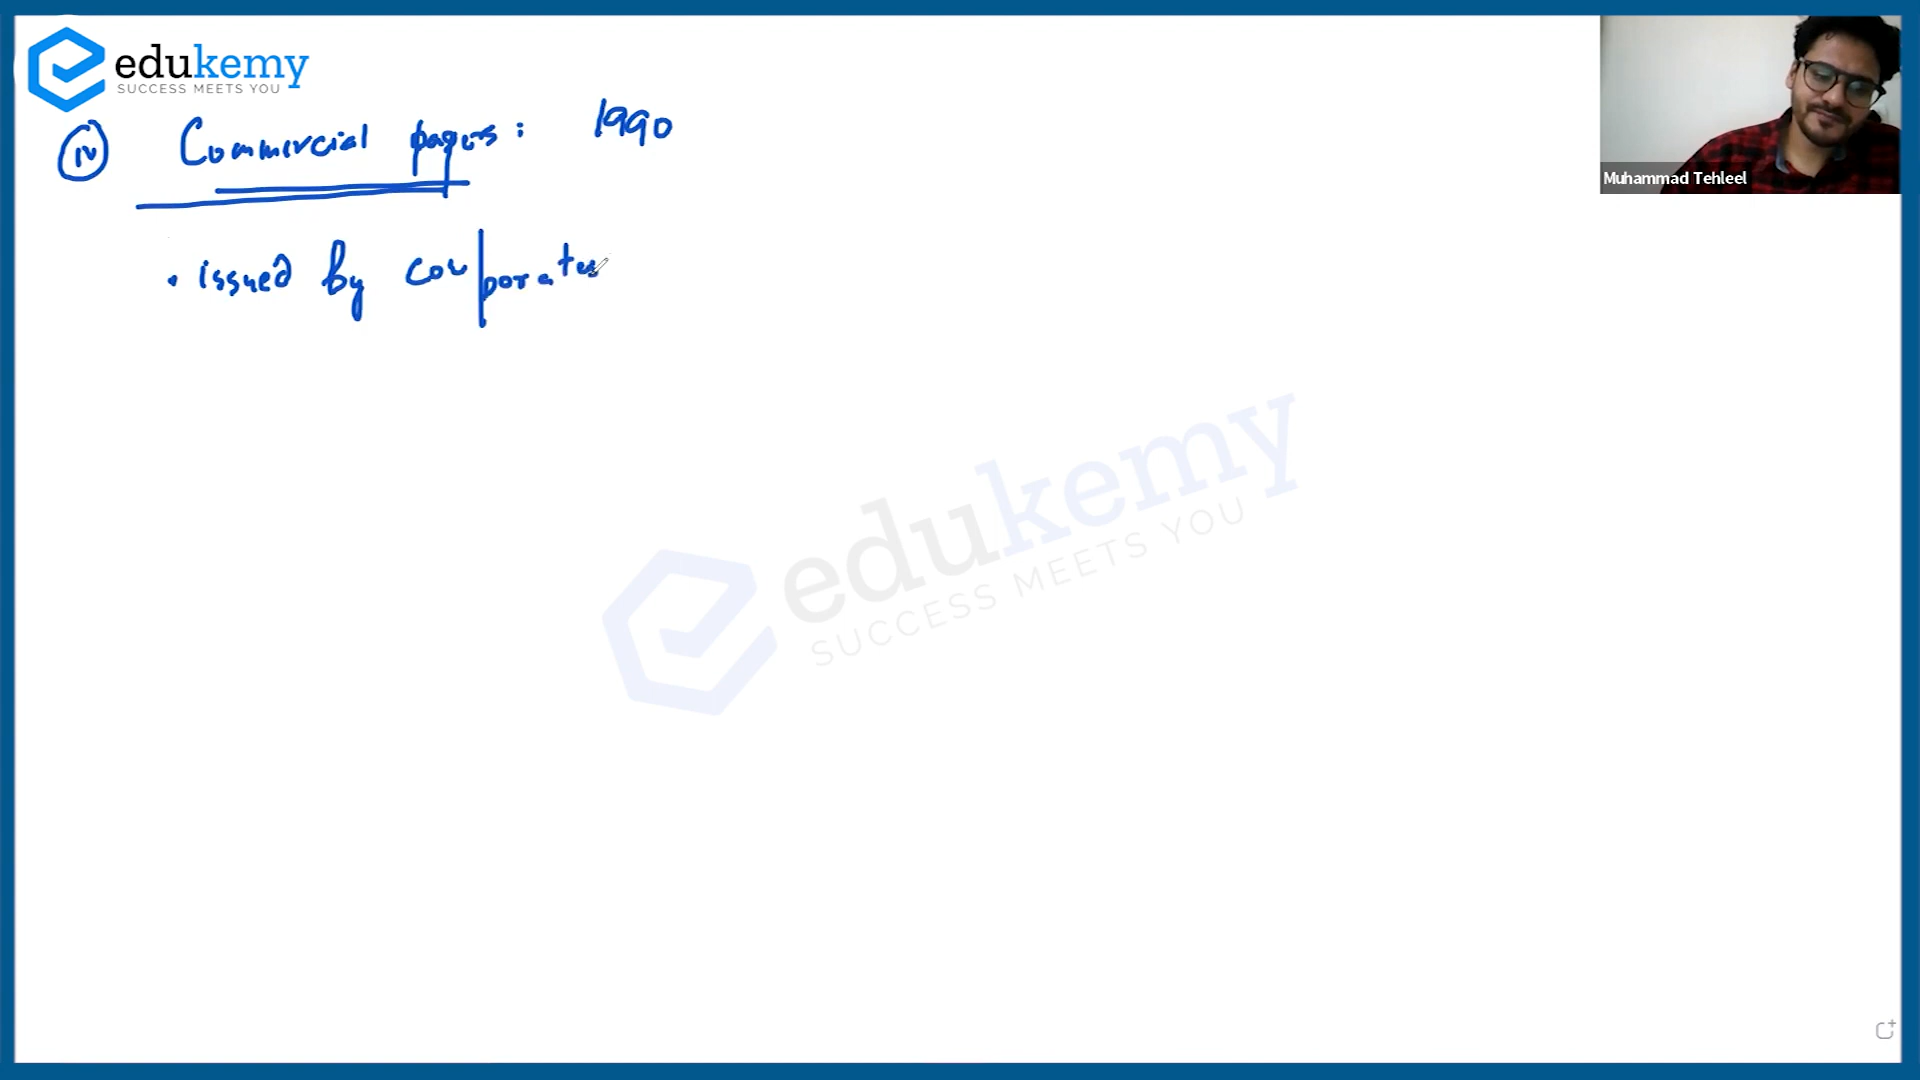 edukemy
SUCCESS MEETS YOU
iv Commercial papers : 1990
• issued by corporates
edukemy
SUCCESS MEETS YOU
Muhammad Tehleel